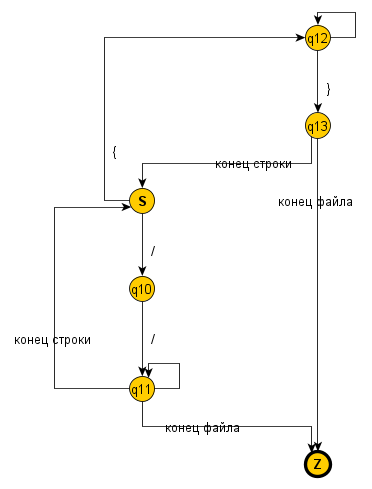 q12
}
q13
{
конец строки
S
конец файла
/
q10
/
конец строки
q11
конец файла
Z